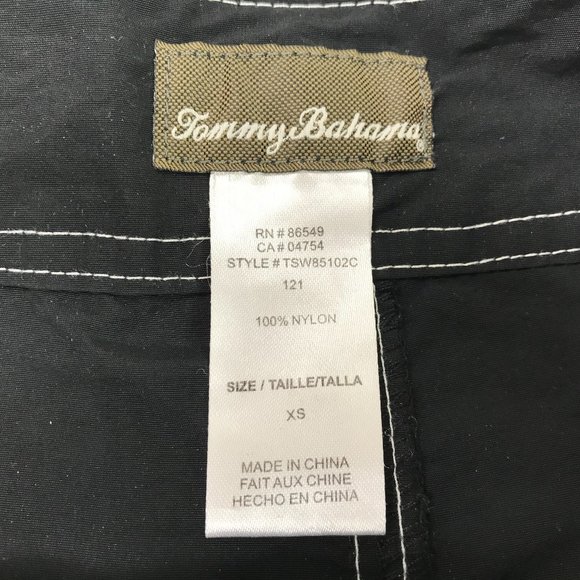 Tommy Bahama®
RN # 86549
CA # 04754
STYLE # TSW85102C
121
100% NYLON
SIZE / TAILLE/TALLA
XS
MADE IN CHINA
FAIT AUX CHINE
HECHO EN CHINA